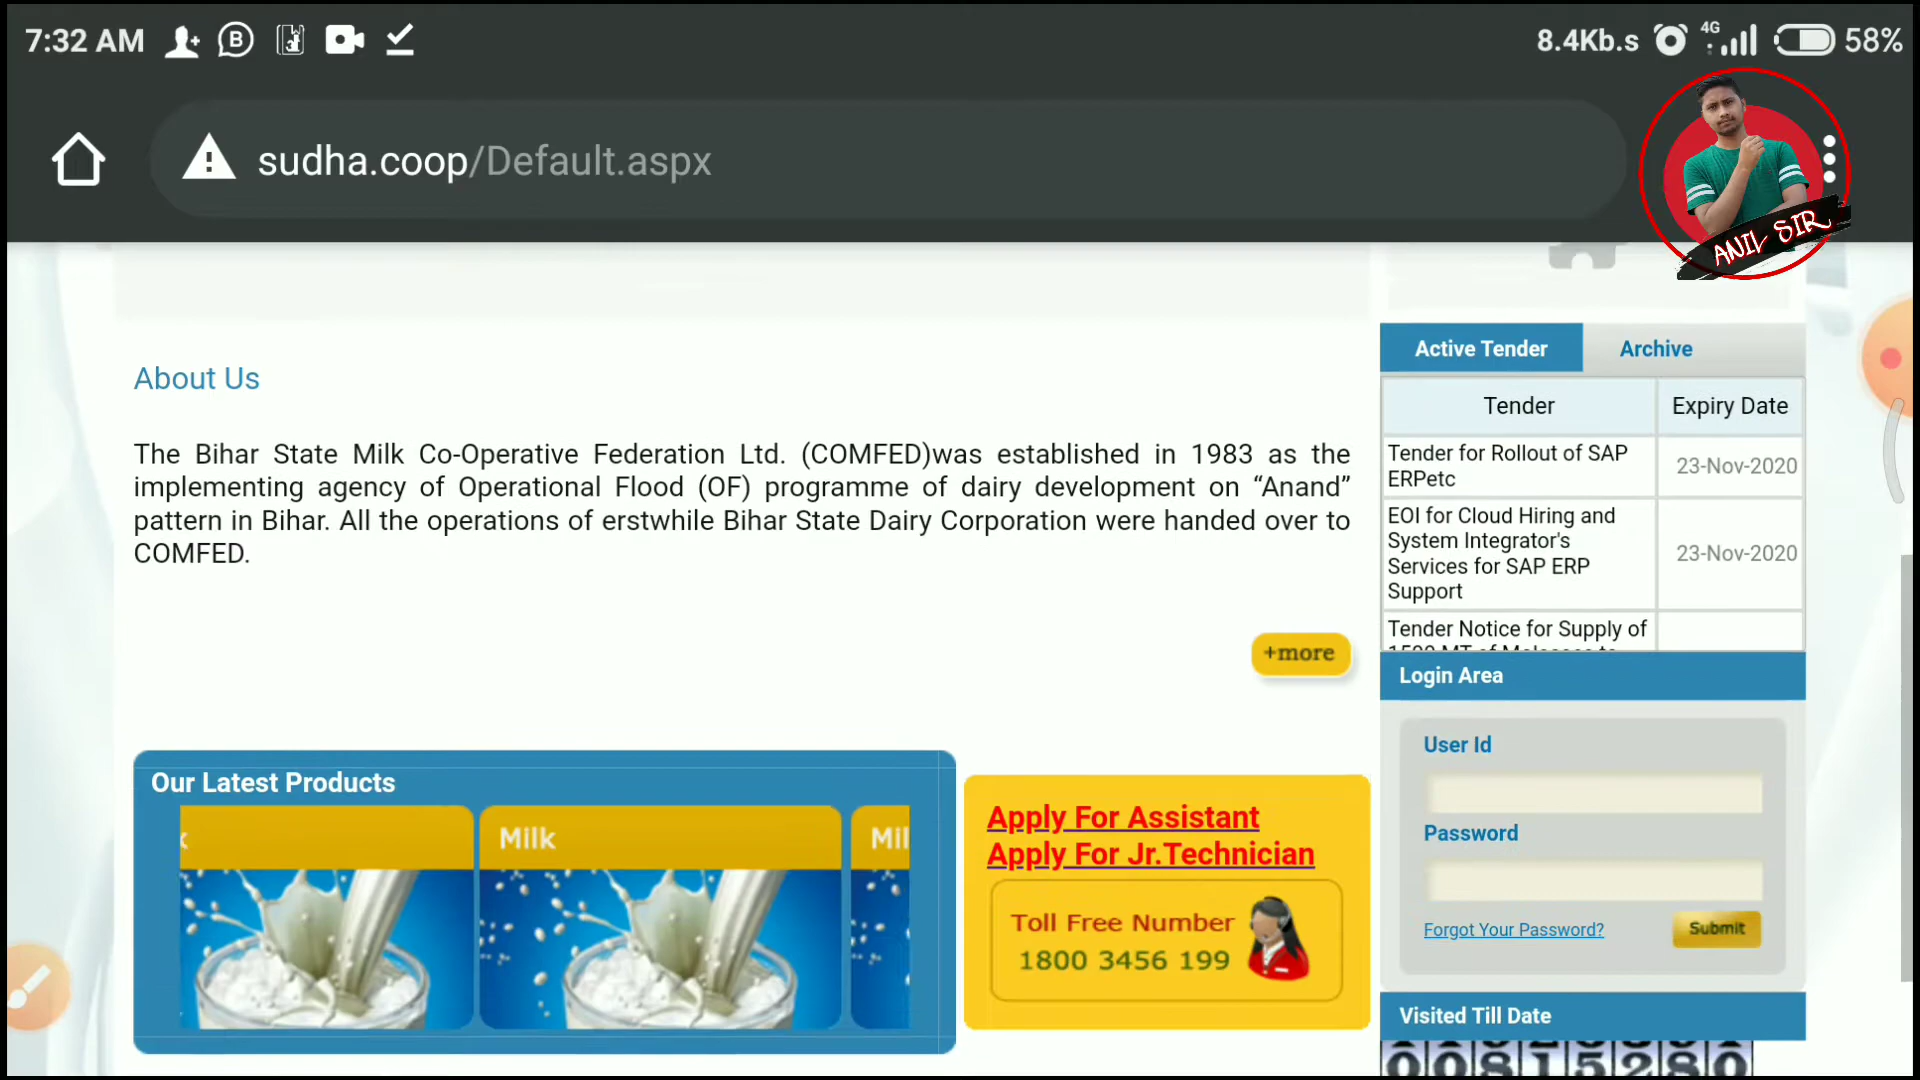 7:32 AM
8.4Kb.s
4G
58%
sudha.coop/Default.aspx
ANIL SIR
Active Tender
Archive
About Us
Tender
Expiry Date
The Bihar State Milk Co-Operative Federation Ltd. (COMFED)was established in 1983 as the
implementing agency of Operational Flood (OF) programme of dairy development on “Anand”
pattern in Bihar. All the operations of erstwhile Bihar State Dairy Corporation were handed over to
COMFED.
Tender for Rollout of SAP
ERPetc
23-Nov-2020
EOI for Cloud Hiring and
System Integrator's
Services for SAP ERP
Support
23-Nov-2020
Tender Notice for Supply of
+more
Login Area
User Id
Password
Forgot Your Password?
Submit
Our Latest Products
Milk
Apply For Assistant
Apply For Jr.Technician
Toll Free Number
1800 3456 199
Visited Till Date
00815280